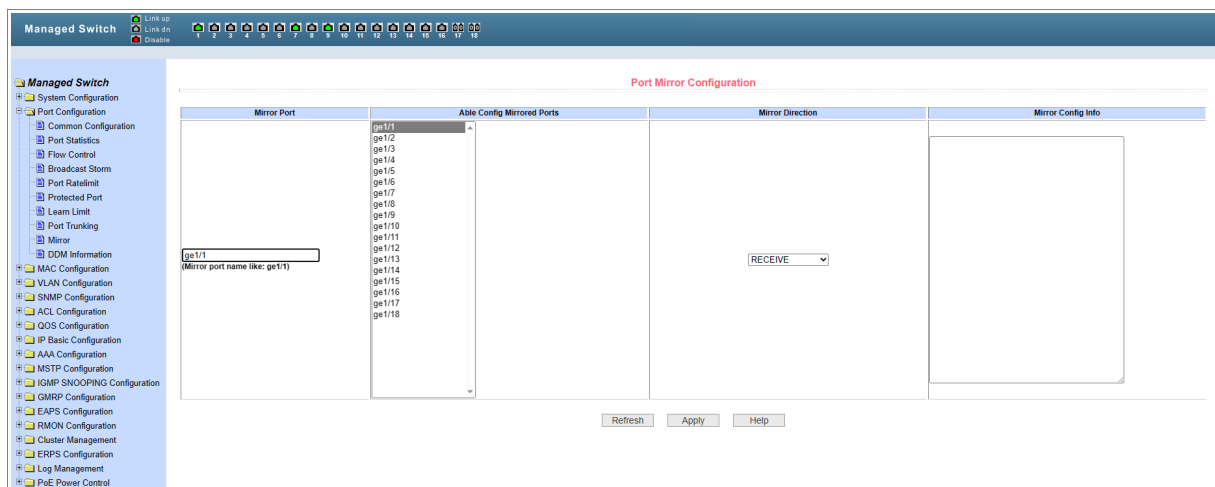 Managed Switch
Link up
Link dn
Disable
1 2 3 4 5 6 7 8 9 10 11 12 13 14 15 16 17 18
Managed Switch
System Configuration
Port Configuration
Common Configuration
Port Statistics
Flow Control
Broadcast Storm
Port Ratelimit
Protected Port
Learn Limit
Port Trunking
Mirror
DDM Information
MAC Configuration
VLAN Configuration
SNMP Configuration
ACL Configuration
QOS Configuration
IP Basic Configuration
AAA Configuration
MSTP Configuration
IGMP SNOOPING Configuration
GMRP Configuration
EAPS Configuration
RMON Configuration
Cluster Management
ERPS Configuration
Log Management
PoE Power Control
Port Mirror Configuration
Mirror Port
Able Config Mirrored Ports
Mirror Direction
Mirror Config Info
ge1/1
(Mirror port name like: ge1/1)
ge1/1
ge1/2
ge1/3
ge1/4
ge1/5
ge1/6
ge1/7
ge1/8
ge1/9
ge1/10
ge1/11
ge1/12
ge1/13
ge1/14
ge1/15
ge1/16
ge1/17
ge1/18
RECEIVE
Refresh
Apply
Help